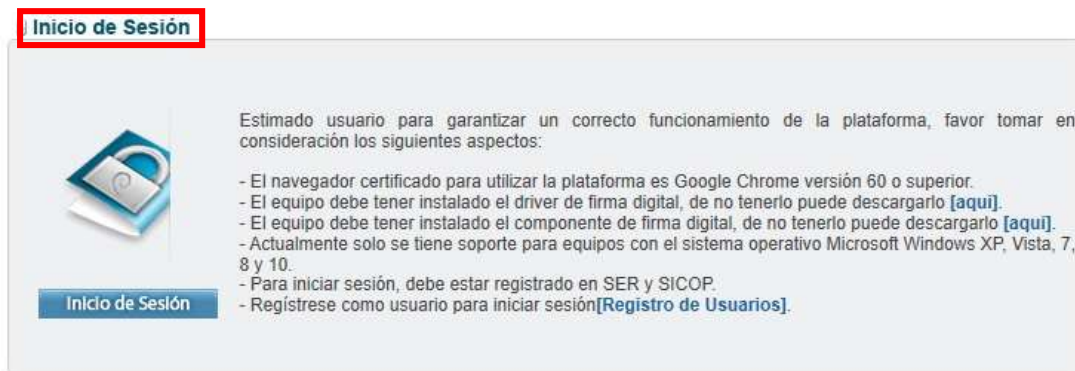 Inicio de Sesión
Estimado usuario para garantizar un correcto funcionamiento de la plataforma, favor tomar en
consideración los siguientes aspectos:
- El navegador certificado para utilizar la plataforma es Google Chrome versión 60 o superior.
- El equipo debe tener instalado el driver de firma digital, de no tenerlo puede descargarlo [aquí].
- El equipo debe tener instalado el componente de firma digital, de no tenerlo puede descargarlo [aquí].
- Actualmente solo se tiene soporte para equipos con el sistema operativo Microsoft Windows XP, Vista, 7,
8 y 10.
- Para iniciar sesión, debe estar registrado en SER y SICOP.
- Regístrese como usuario para iniciar sesión[Registro de Usuarios].
Inicio de Sesión